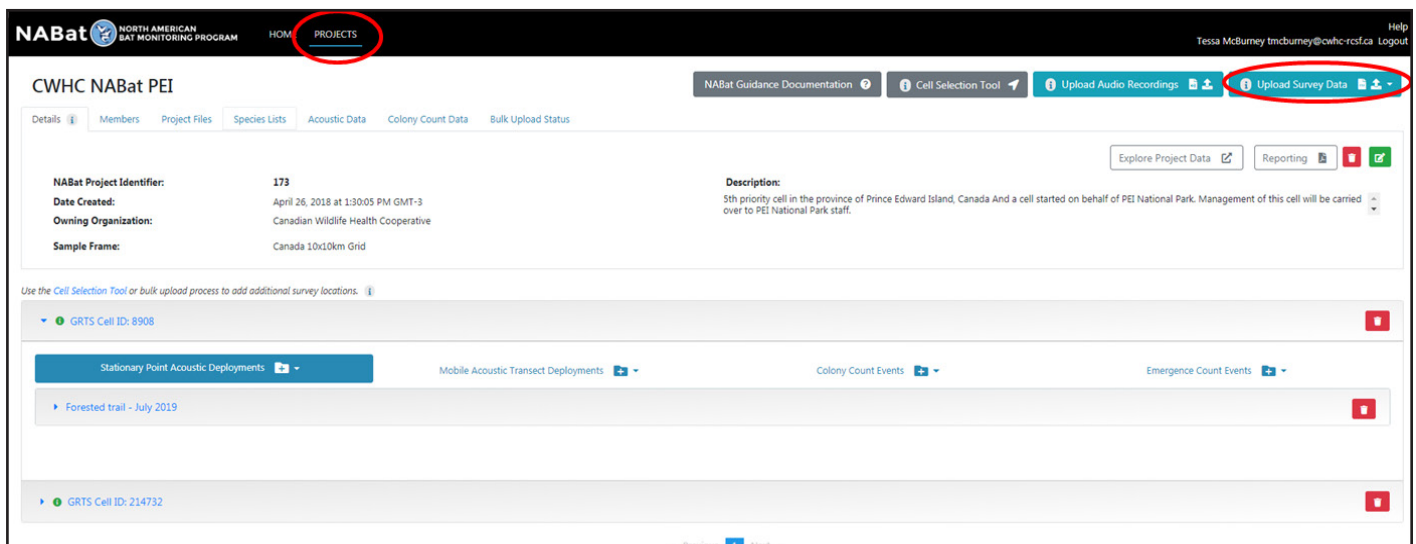 NABat NORTH AMERICAN
BAT MONITORING PROGRAM
HOM PROJECTS
Help
Tessa McBurney tmcburney@cwhc-rcsf.ca Logout
CWHC NABat PEI
NABat Guidance Documentation Cell Selection Tool Upload Audio Recordings Upload Survey Data
Details Members Project Files Species Lists Acoustic Data Colony Count Data Bulk Upload Status
Explore Project Data Reporting
NABat Project Identifier: 173
Date Created: April 26, 2018 at 1:30:05 PM GMT-3
Owning Organization: Canadian Wildlife Health Cooperative
Sample Frame: Canada 10x10km Grid
Description:
5th priority cell in the province of Prince Edward Island, Canada And a cell started on behalf of PEI National Park. Management of this cell will be carried
over to PEI National Park staff.
Use the Cell Selection Tool or bulk upload process to add additional survey locations.
GRTS Cell ID: 8908
Stationary Point Acoustic Deployments Mobile Acoustic Transect Deployments Colony Count Events Emergence Count Events
Forested trail - July 2019
GRTS Cell ID: 214732